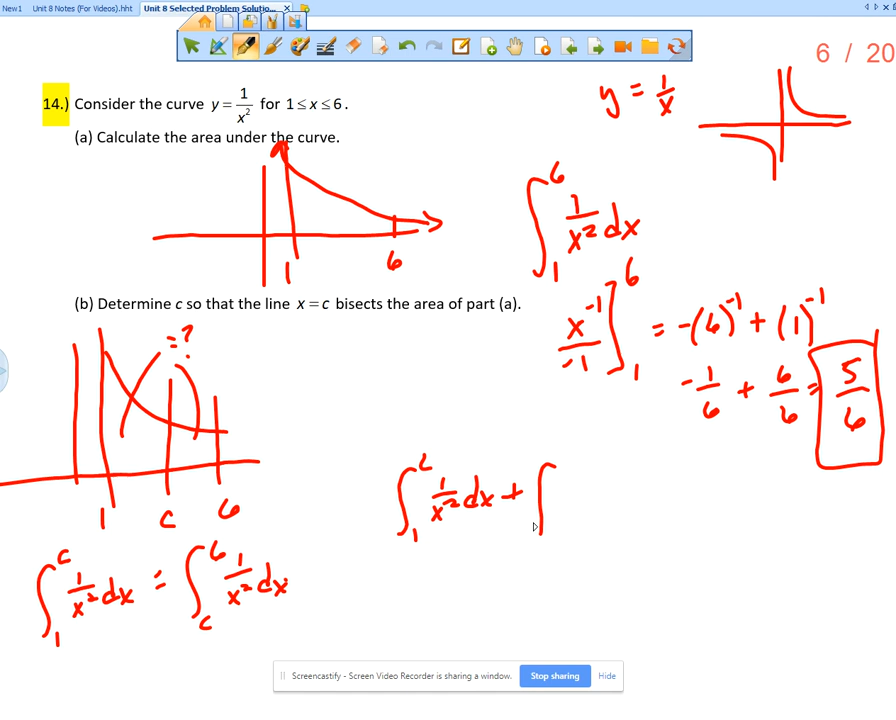 New1 Unit 8 Notes (For Videos).hht Unit 8 Selected Problem Solutio...
6 / 20
14.) Consider the curve y = 1/x² for 1 ≤ x ≤ 6.
y = 1/x
(a) Calculate the area under the curve.
1 6
∫₁⁶ 1/x² dx
x⁻¹/-1 ]₁⁶ = -(6)⁻¹ + (1)⁻¹
-1/6 + 6/6 = 5/6
(b) Determine c so that the line x = c bisects the area of part (a).
=?
1 c 6
∫₁ᶜ 1/x² dx = ∫c⁶ 1/x² dx
∫₁ᶜ 1/x² dx + ∫
Screencastify - Screen Video Recorder is sharing a window. Stop sharing Hide